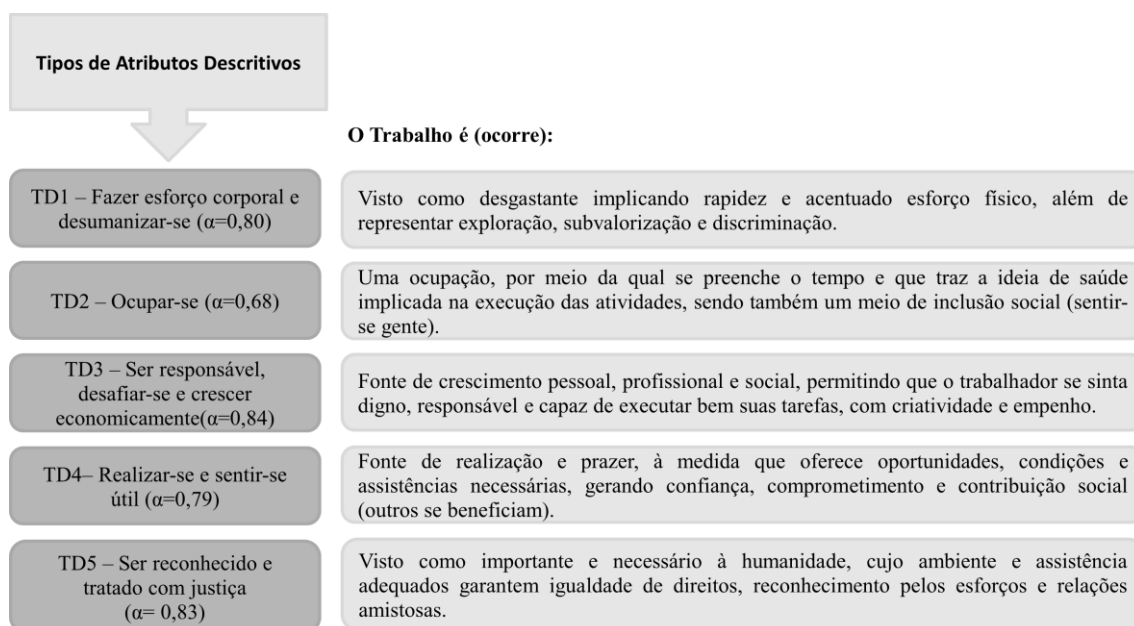 Tipos de Atributos Descritivos
O Trabalho é (ocorre):
TD1 – Fazer esforço corporal e
desumanizar-se (α=0,80)
Visto como desgastante implicando rapidez e acentuado esforço físico, além de
representar exploração, subvalorização e discriminação.
TD2 – Ocupar-se (α=0,68)
Uma ocupação, por meio da qual se preenche o tempo e que traz a ideia de saúde
implicada na execução das atividades, sendo também um meio de inclusão social (sentir-
se gente).
TD3 – Ser responsável,
desafiar-se e crescer
economicamente(α=0,84)
Fonte de crescimento pessoal, profissional e social, permitindo que o trabalhador se sinta
digno, responsável e capaz de executar bem suas tarefas, com criatividade e empenho.
TD4– Realizar-se e sentir-se
útil (α=0,79)
Fonte de realização e prazer, à medida que oferece oportunidades, condições e
assistências necessárias, gerando confiança, comprometimento e contribuição social
(outros se beneficiam).
TD5 – Ser reconhecido e
tratado com justiça
(α= 0,83)
Visto como importante e necessário à humanidade, cujo ambiente e assistência
adequados garantem igualdade de direitos, reconhecimento pelos esforços e relações
amistosas.